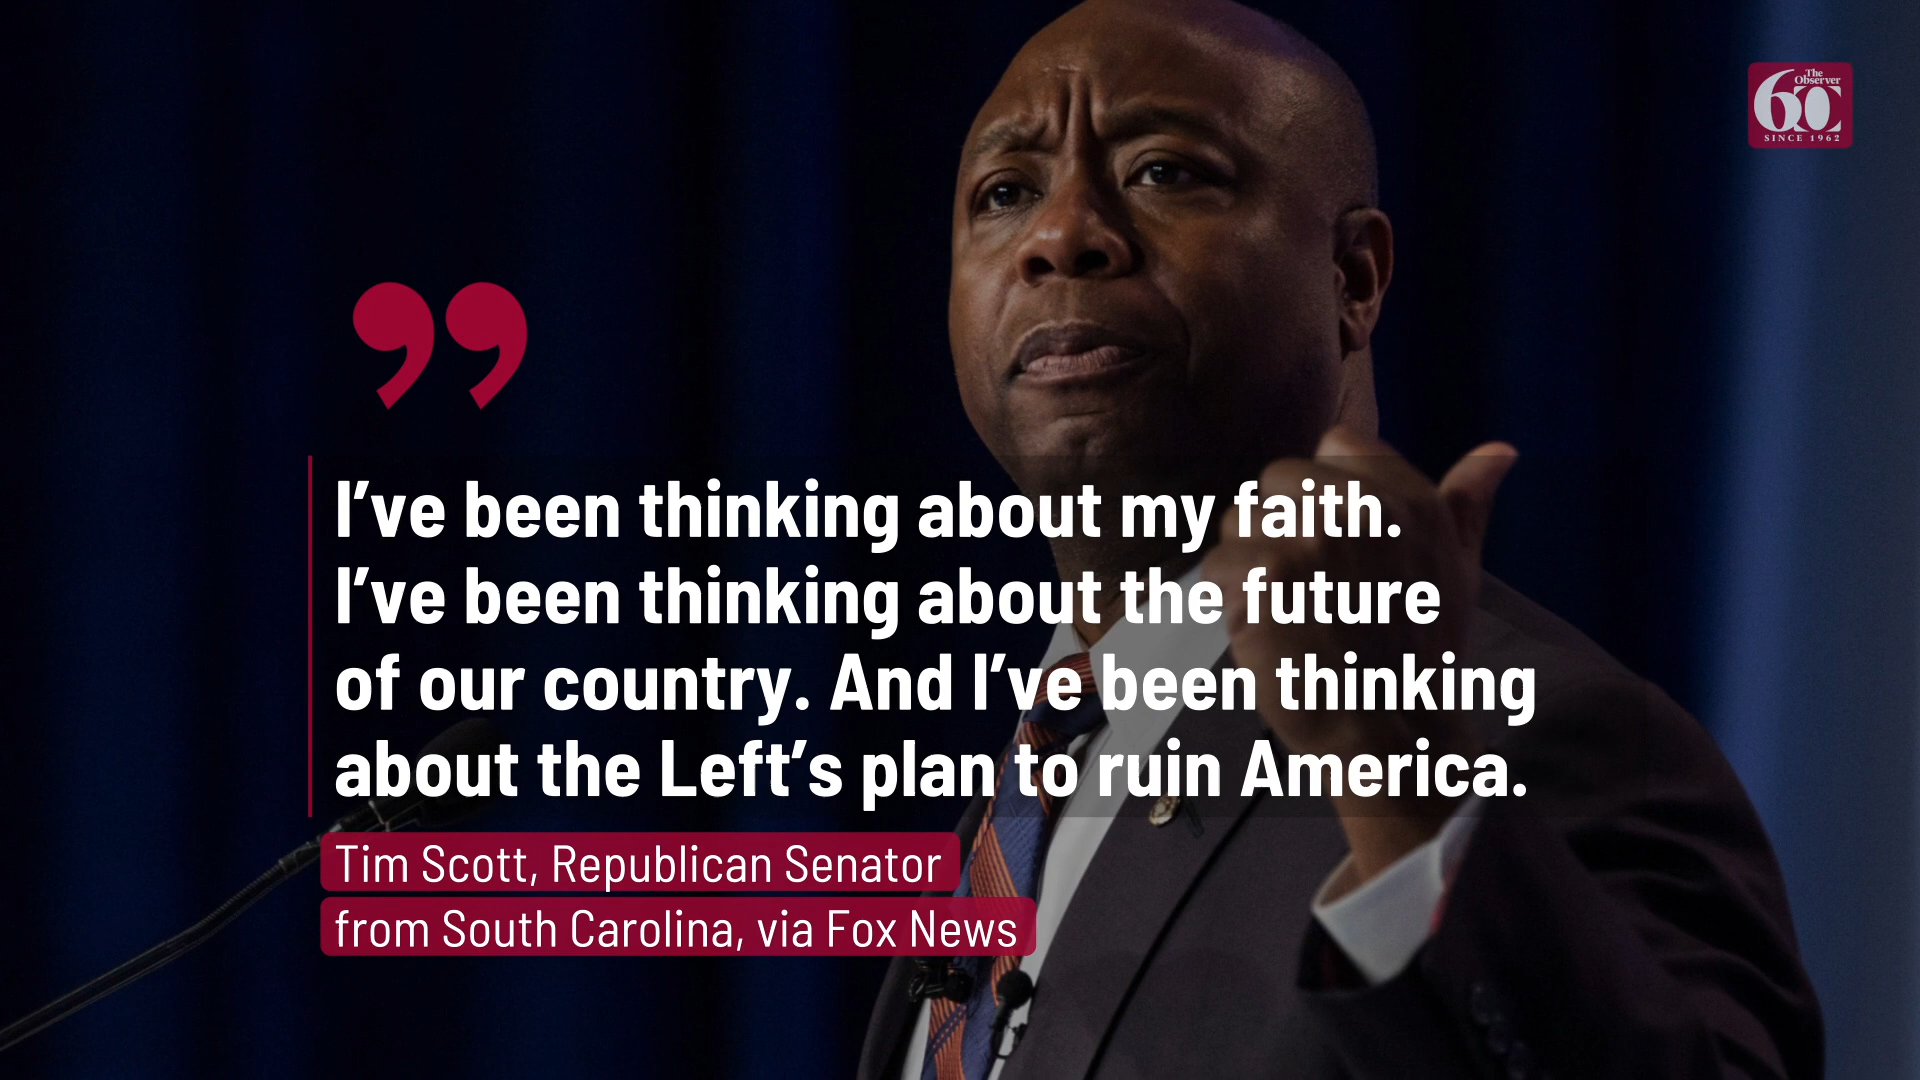 The
Observer
60
SINCE 1962
”
I’ve been thinking about my faith.
I’ve been thinking about the future
of our country. And I’ve been thinking
about the Left’s plan to ruin America.
Tim Scott, Republican Senator
from South Carolina, via Fox News